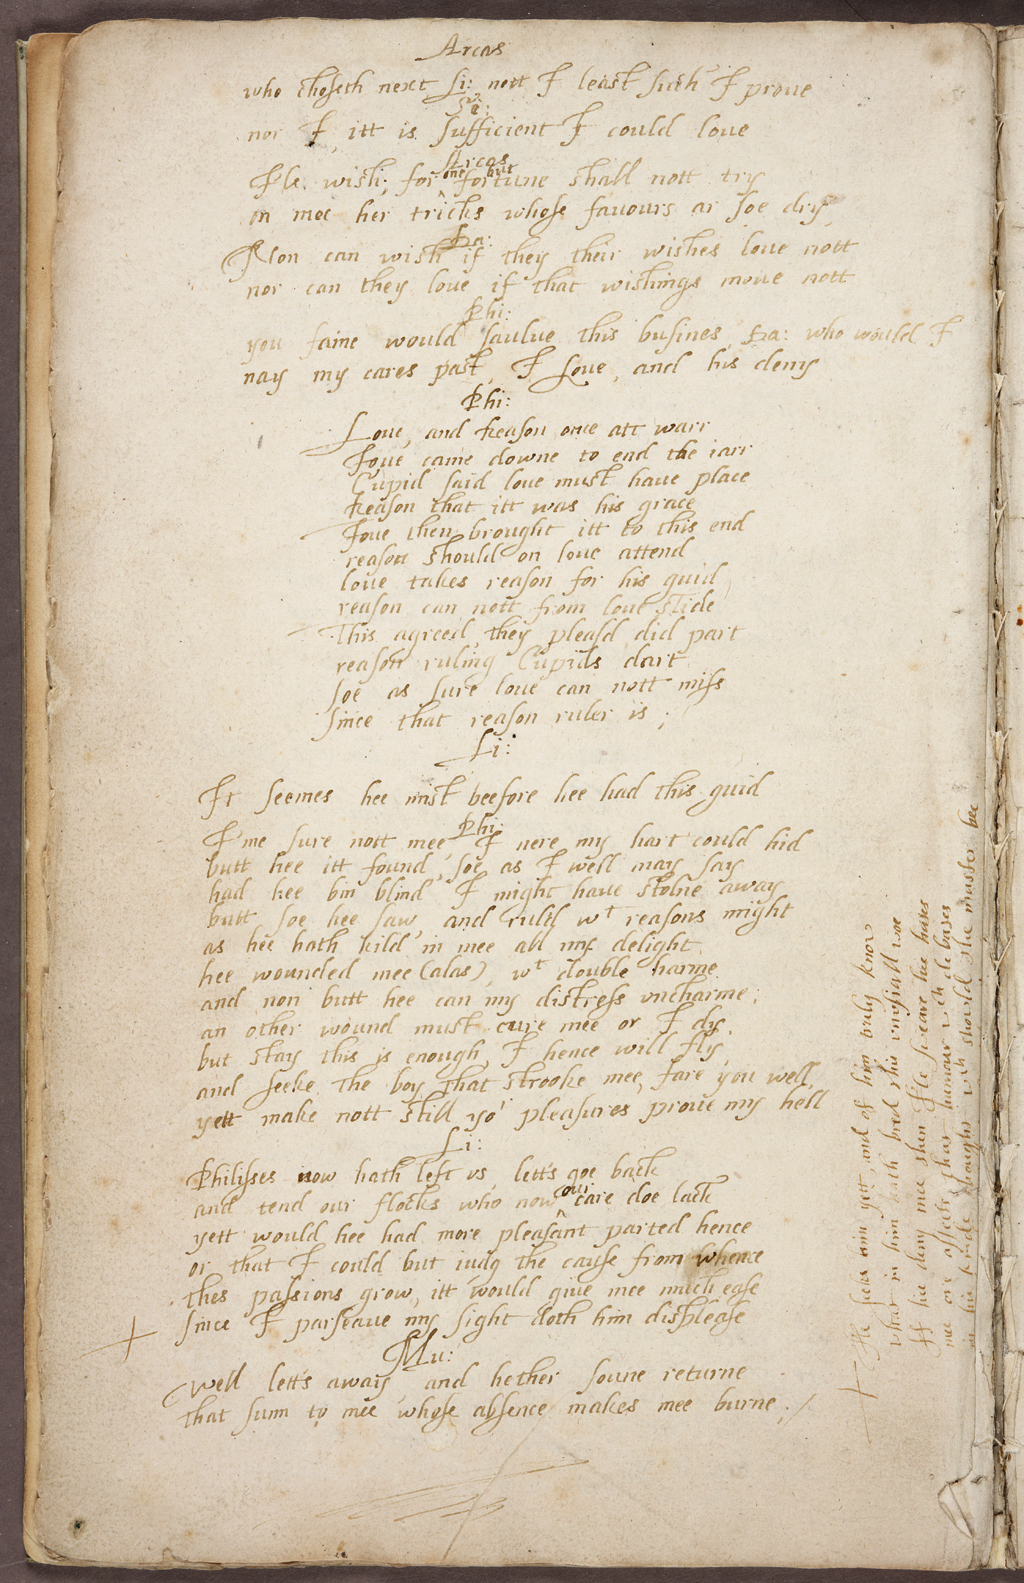 Arcas
who choseth next Li: nott I least such I proue
Si:
nor I, itt is sufficient I could loue
Arcas
I'le wish, for one fortune butt shall nott try
on mee her tricks whose fauours ar soe dry
Da:
Non can wish if they their wishes loue nott
nor can they loue if that wishings moue nott
Phi:
you faine would saulue this busines, Da: who would I
nay my cares past, I loue, and his deny
Phi:
Loue, and Reason once att warr
Joue came downe to end the iarr
Cupid said loue must haue place
Reason that itt was his grace
Joue then brought itt to this end
reason should on loue attend
loue takes reason for his guid,
reason can nott from loue slide
This agreed, they pleasd did part
reason ruling Cupids dart
soe as sure loue can nott miss
since that reason ruler is;
Li:
It seemes hee mist beefore hee had this guid
Phi:
I'me sure nott mee, I nere my hart could hid
butt hee itt found, soe as I well may say
had hee bin blind I might haue stolne away
butt soe hee saw, and ruld wt reasons might
as hee hath kild in mee all my delight
hee wounded mee (alas), wt double harme
and non butt hee can my distress vncharme;
an other wound must cure mee or I dy,
but stay this is enough, I hence will fly
and seeke the boy that strooke mee, fare you well,
yett make nott still yor pleasures proue my hell
Li:
Philisses now hath left us, lett's goe back
and tend our flocks who now our care doe lack
yett would hee had more pleasant parted hence
or that I could but iudg the cause from whence
thes passions grow, itt would giue mee much ease
+ since I parseaue my sight doth him displease
Mu:
Well lett's away, and hether soune returne
that sunn to mee whose absence makes mee burne;
+ I'le seeke him yett, and of him truly know
what in him hath bred this vnusiall woe
If hee deny mee then I'le sweare hee hates
mee or affects that humour wch debates
in his kinde thoughts wch should the master bee